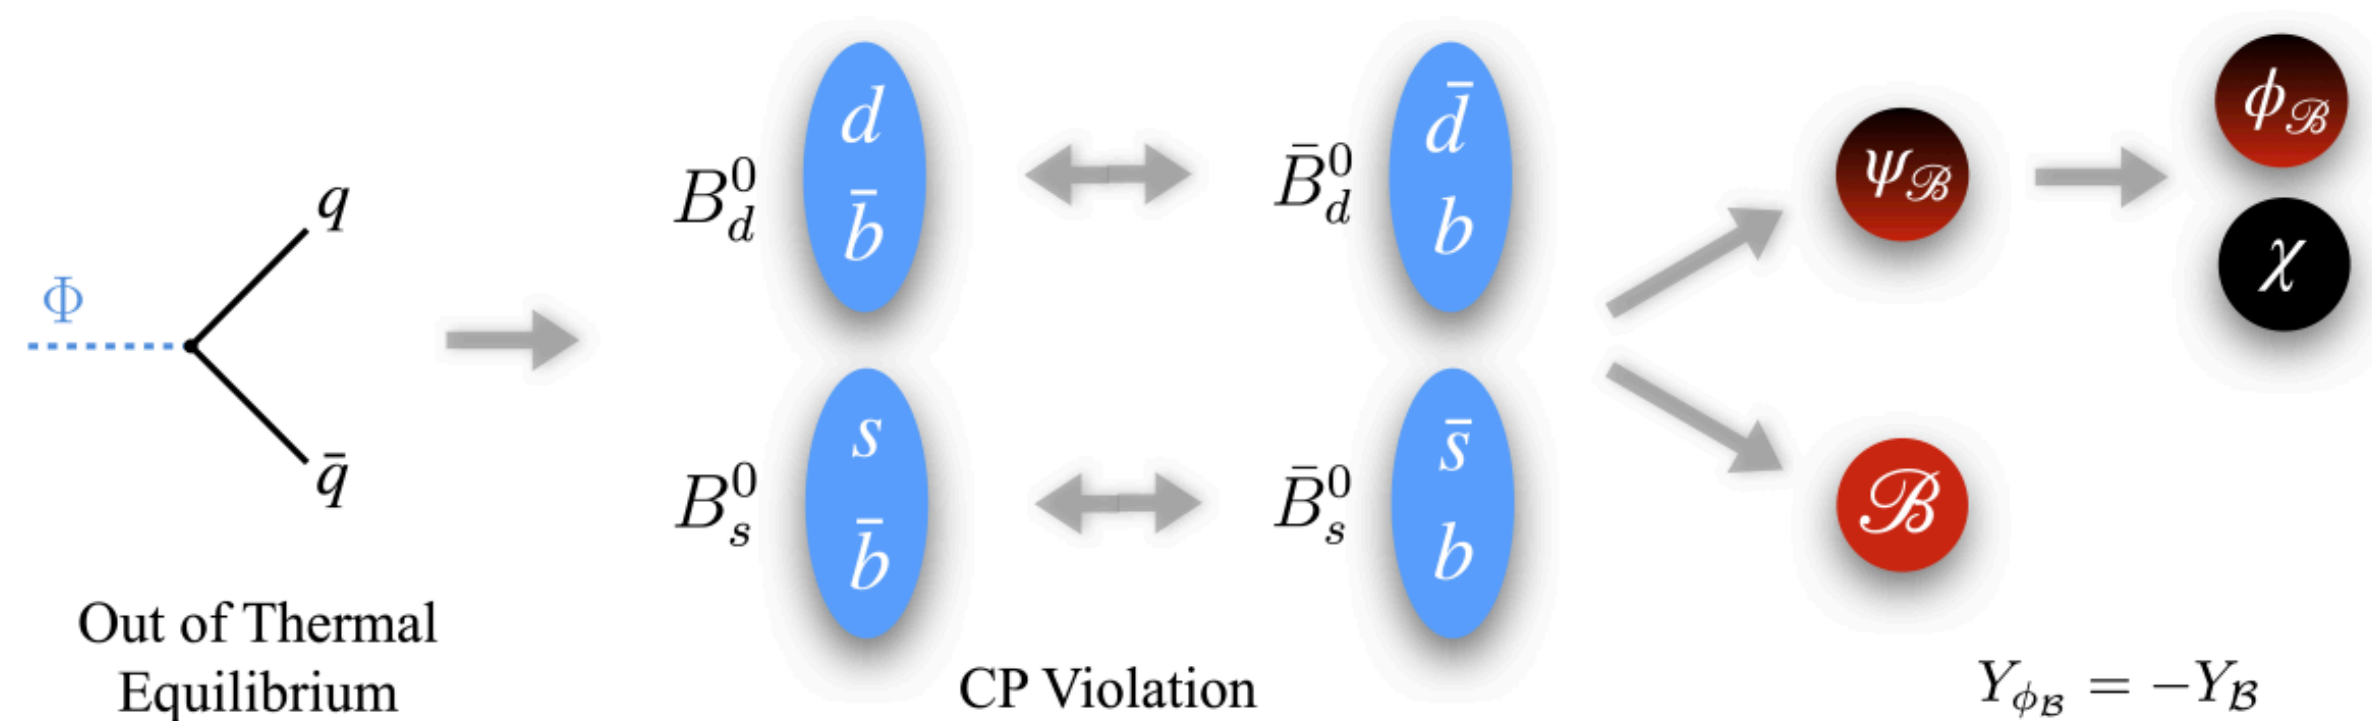 Φ
q
q̄
Out of Thermal
Equilibrium
B⁰_d
d
b̄
B̄⁰_d
d̄
b
B⁰_s
s
b̄
B̄⁰_s
s̄
b
CP Violation
ψ_ℬ
ϕ_ℬ
χ
ℬ
Y_{ϕ_ℬ} = −Y_ℬ